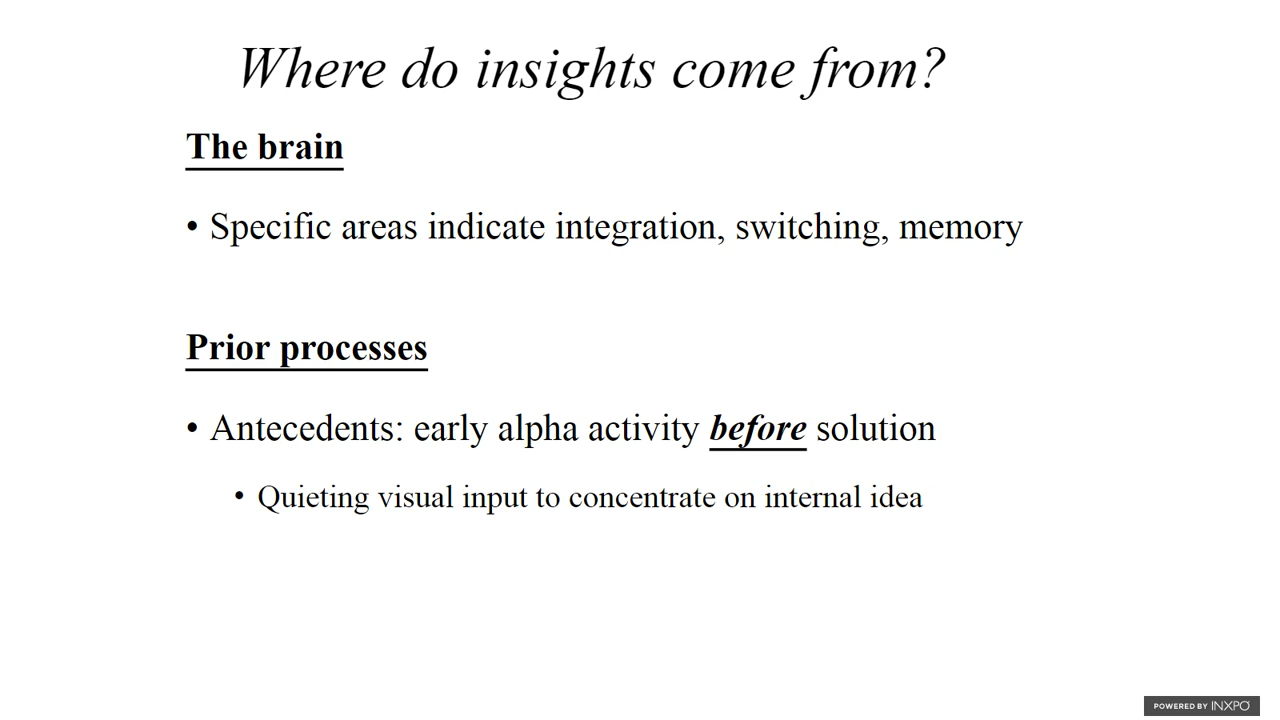 Where do insights come from?
The brain
• Specific areas indicate integration, switching, memory
Prior processes
• Antecedents: early alpha activity before solution
• Quieting visual input to concentrate on internal idea
POWERED BY INXPO